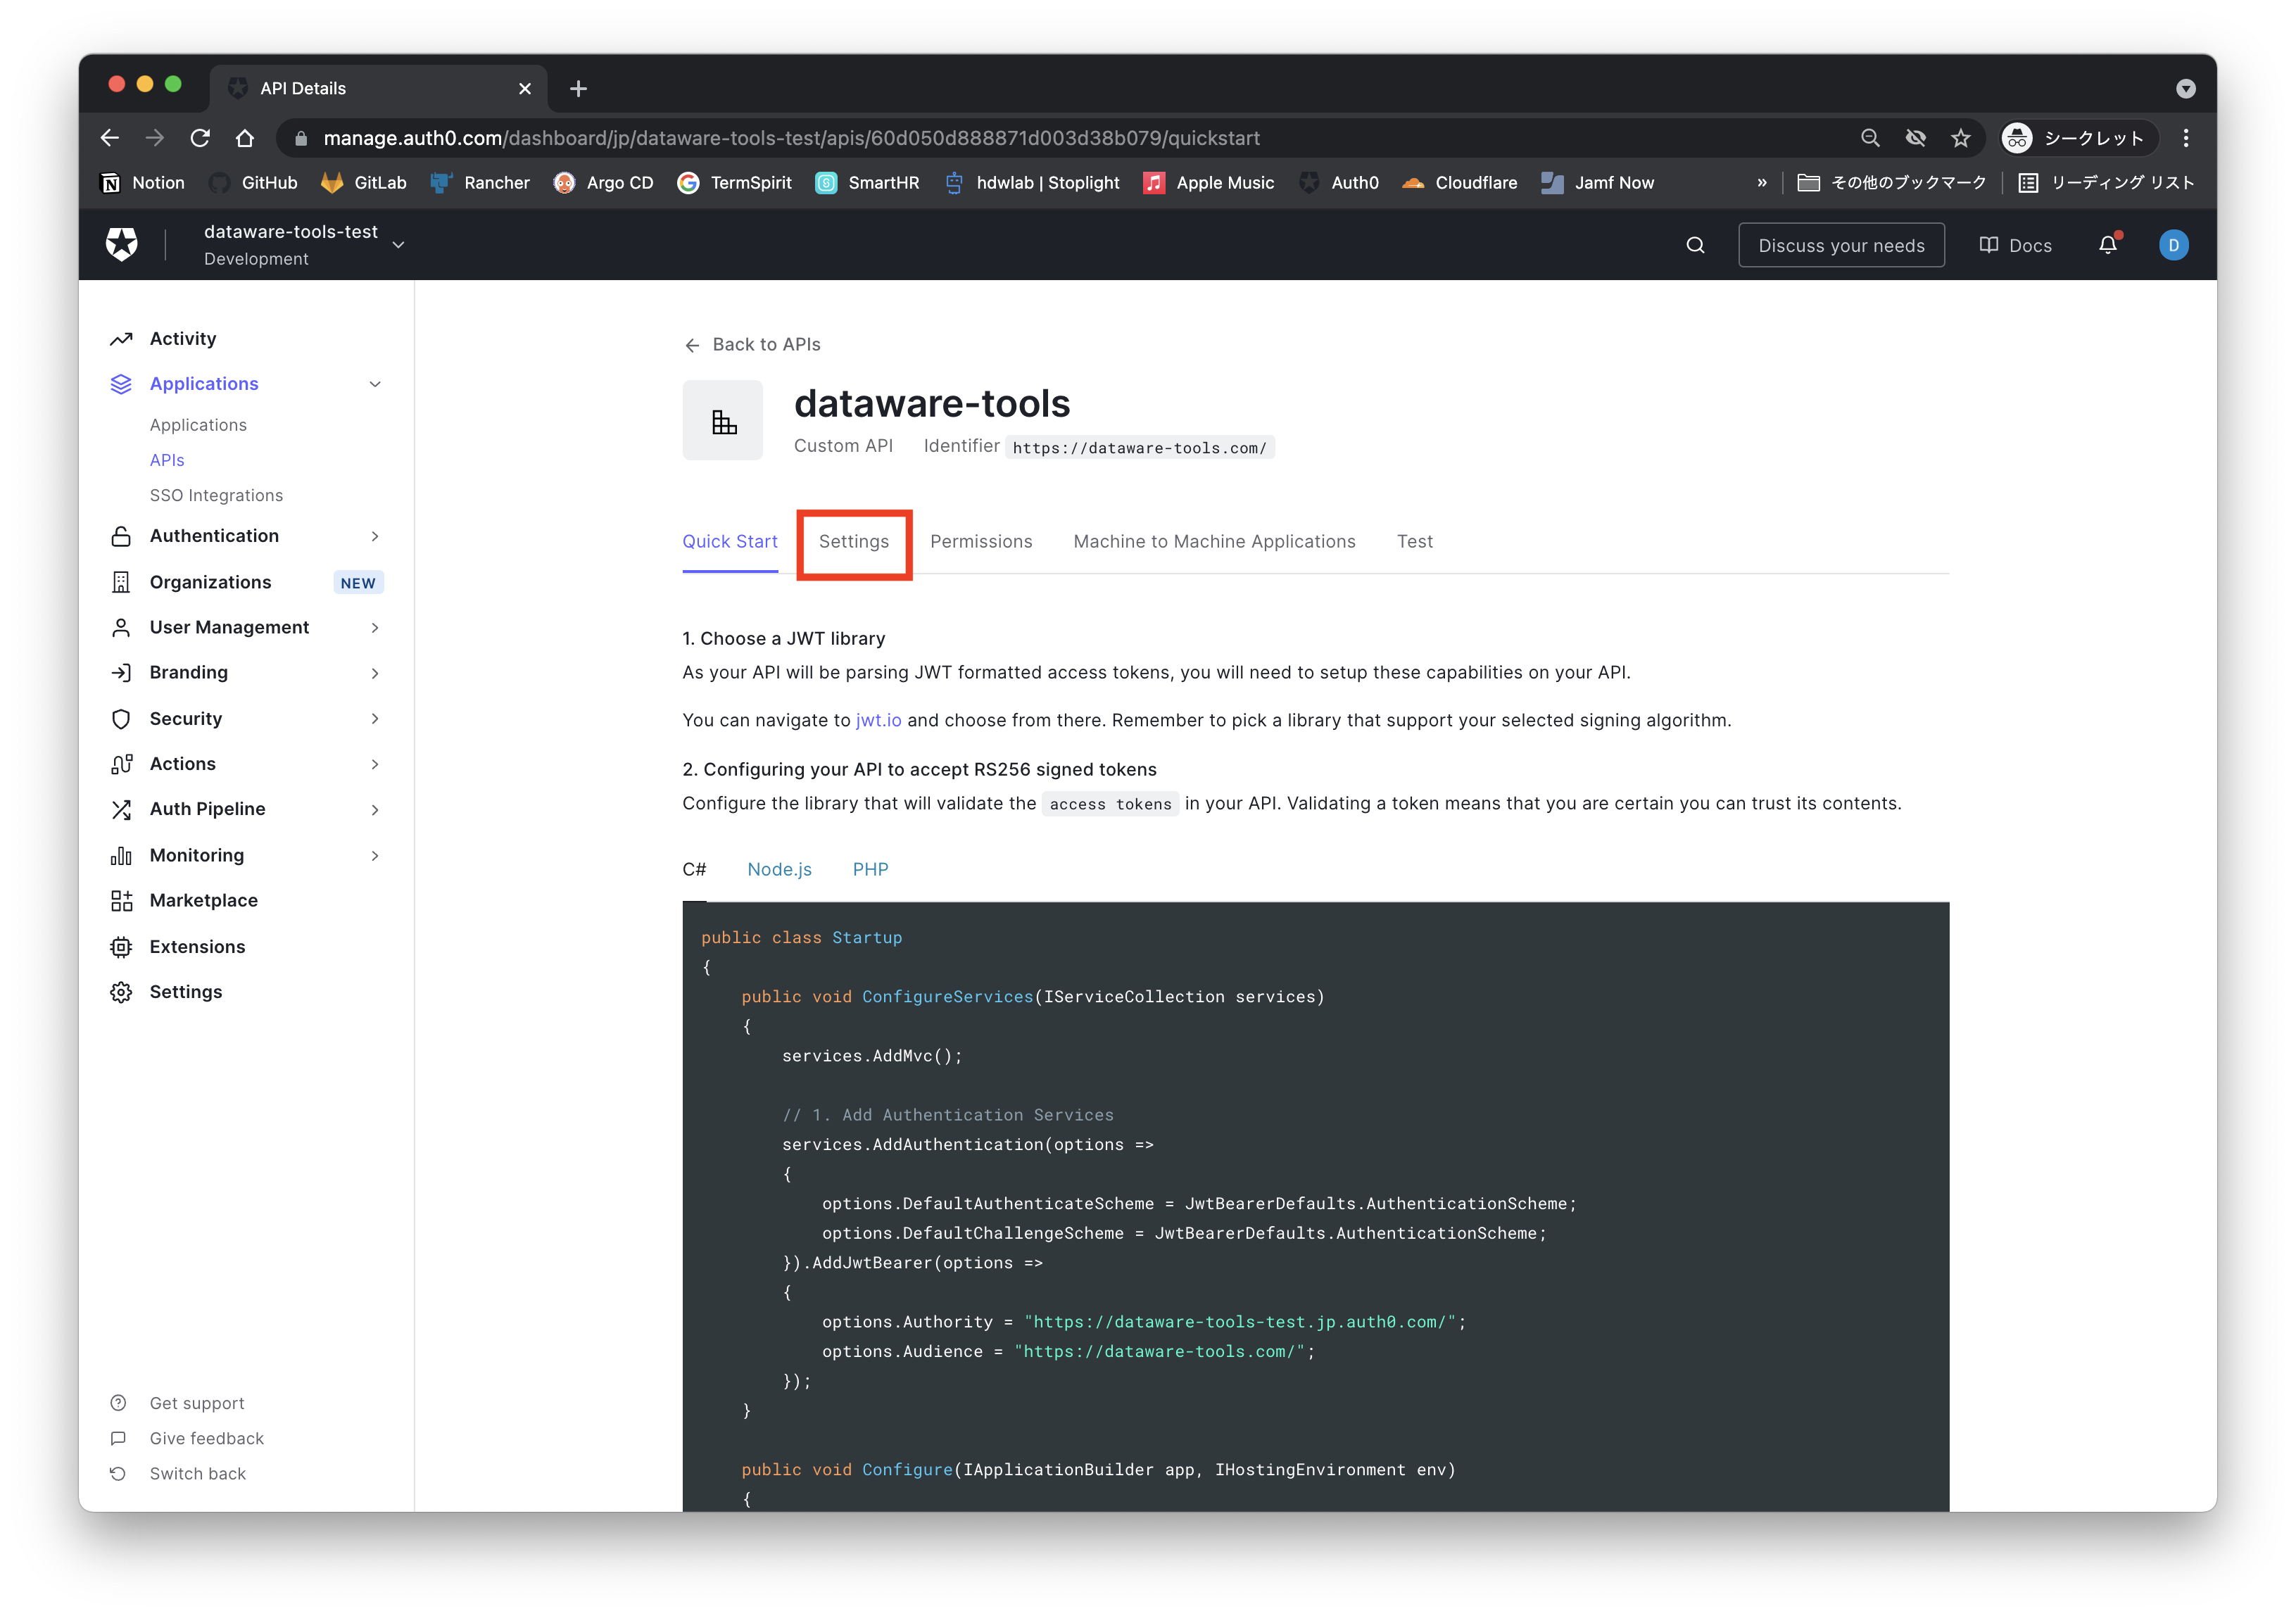 API Details
manage.auth0.com/dashboard/jp/dataware-tools-test/apis/60d050d888871d003d38b079/quickstart
シークレット
Notion GitHub GitLab Rancher Argo CD TermSpirit SmartHR hdwlab | Stoplight Apple Music Auth0 Cloudflare Jamf Now » その他のブックマーク リーディング リスト
dataware-tools-test
Development
Discuss your needs
Docs
D
Activity
Applications
Applications
APIs
SSO Integrations
Authentication
Organizations NEW
User Management
Branding
Security
Actions
Auth Pipeline
Monitoring
Marketplace
Extensions
Settings
Get support
Give feedback
Switch back
Back to APIs
dataware-tools
Custom API Identifier https://dataware-tools.com/
Quick Start Settings Permissions Machine to Machine Applications Test
1. Choose a JWT library
As your API will be parsing JWT formatted access tokens, you will need to setup these capabilities on your API.
You can navigate to jwt.io and choose from there. Remember to pick a library that support your selected signing algorithm.
2. Configuring your API to accept RS256 signed tokens
Configure the library that will validate the access tokens in your API. Validating a token means that you are certain you can trust its contents.
C# Node.js PHP
public class Startup
{
public void ConfigureServices(IServiceCollection services)
{
services.AddMvc();
// 1. Add Authentication Services
services.AddAuthentication(options =>
{
options.DefaultAuthenticateScheme = JwtBearerDefaults.AuthenticationScheme;
options.DefaultChallengeScheme = JwtBearerDefaults.AuthenticationScheme;
}).AddJwtBearer(options =>
{
options.Authority = "https://dataware-tools-test.jp.auth0.com/";
options.Audience = "https://dataware-tools.com/";
});
}
public void Configure(IApplicationBuilder app, IHostingEnvironment env)
{